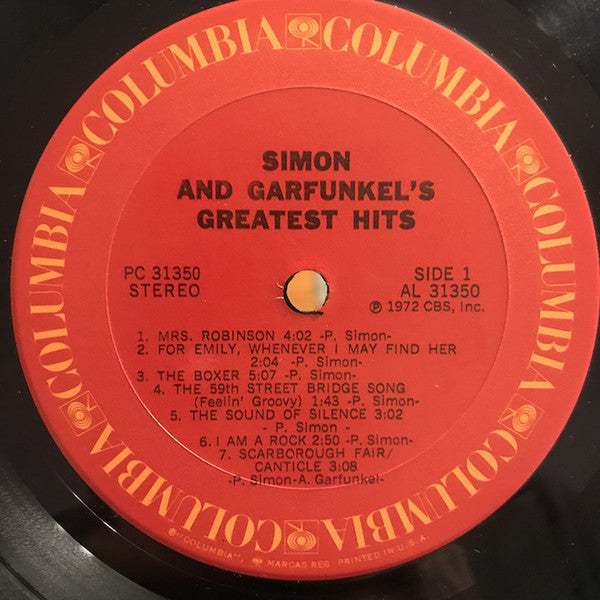 COLUMBIA COLUMBIA COLUMBIA COLUMBIA COLUMBIA COLUMBIA
SIMON
AND GARFUNKEL'S
GREATEST HITS
PC 31350
STEREO
SIDE 1
AL 31350
℗ 1972 CBS, Inc.
1. MRS. ROBINSON 4:02 -P. Simon-
2. FOR EMILY, WHENEVER I MAY FIND HER
2:04 -P. Simon-
3. THE BOXER 5:07 -P. Simon-
4. THE 59th STREET BRIDGE SONG
(Feelin' Groovy) 1:43 -P. Simon-
5. THE SOUND OF SILENCE 3:02
- P. Simon -
6. I AM A ROCK 2:50 -P. Simon-
7. SCARBOROUGH FAIR/
CANTICLE 3:08
-P. Simon-A. Garfunkel-
®"COLUMBIA", MARCAS REG. PRINTED IN U.S.A.